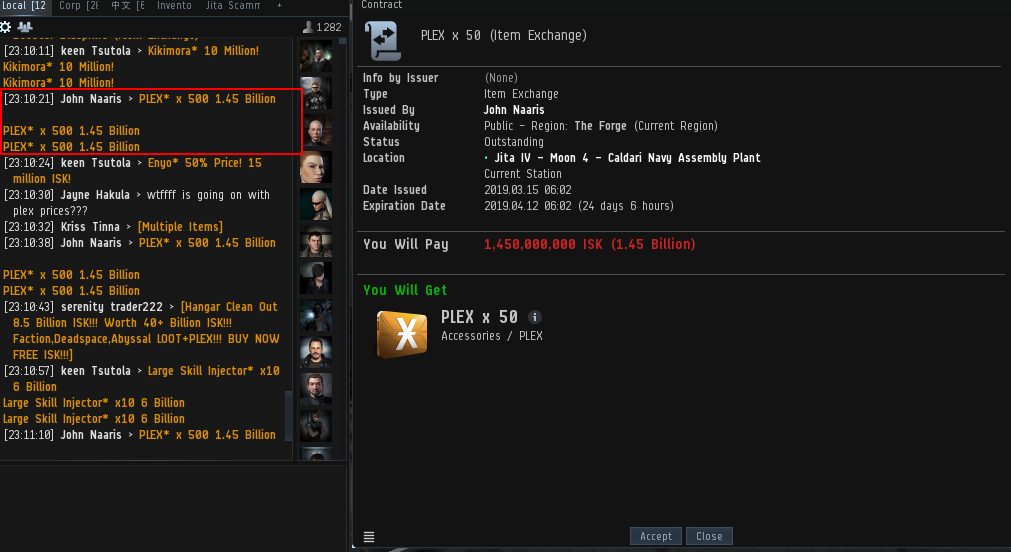 Local [12
Corp [28
中文 [6
Invento
Jita Scamm
+
1282
[23:10:11] keen Tsutola > Kikimora* 10 Million!
Kikimora* 10 Million!
Kikimora* 10 Million!
[23:10:21] John Naaris > PLEX* x 500 1.45 Billion
PLEX* x 500 1.45 Billion
PLEX* x 500 1.45 Billion
[23:10:24] keen Tsutola > Enyo* 50% Price! 15
million ISK!
[23:10:30] Jayne Hakula > wtffff is going on with
plex prices???
[23:10:32] Kriss Tinna > [Multiple Items]
[23:10:38] John Naaris > PLEX* x 500 1.45 Billion
PLEX* x 500 1.45 Billion
PLEX* x 500 1.45 Billion
[23:10:43] serenity trader222 > [Hangar Clean Out
8.5 Billion ISK!!! Worth 40+ Billion ISK!!!
Faction,Deadspace,Abyssal LOOT+PLEX!!! BUY NOW
FREE ISK!!!]
[23:10:57] keen Tsutola > Large Skill Injector* x10
6 Billion
Large Skill Injector* x10 6 Billion
Large Skill Injector* x10 6 Billion
[23:11:10] John Naaris > PLEX* x 500 1.45 Billion
Contract
PLEX x 50 (Item Exchange)
Info by Issuer (None)
Type Item Exchange
Issued By John Naaris
Availability Public - Region: The Forge (Current Region)
Status Outstanding
Location • Jita IV - Moon 4 - Caldari Navy Assembly Plant
Current Station
Date Issued 2019.03.15 06:02
Expiration Date 2019.04.12 06:02 (24 days 6 hours)
You Will Pay 1,450,000,000 ISK (1.45 Billion)
You Will Get
PLEX x 50
Accessories / PLEX
Accept
Close